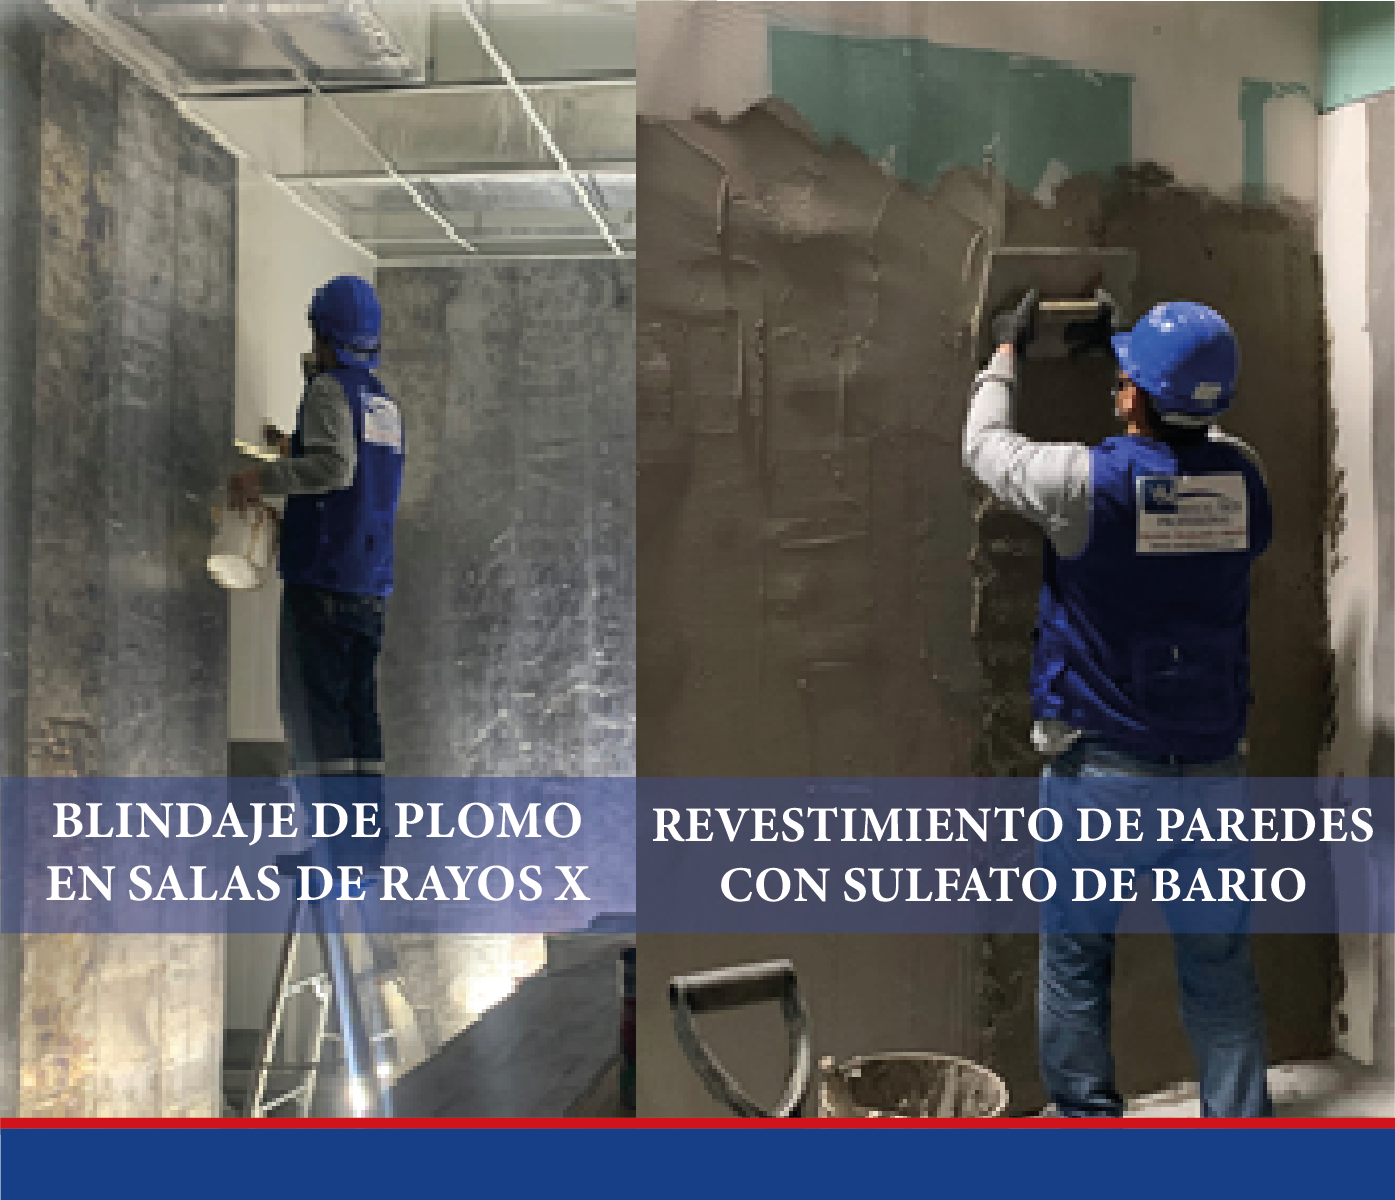 BLINDAJE DE PLOMO
EN SALAS DE RAYOS X
REVESTIMIENTO DE PAREDES
CON SULFATO DE BARIO